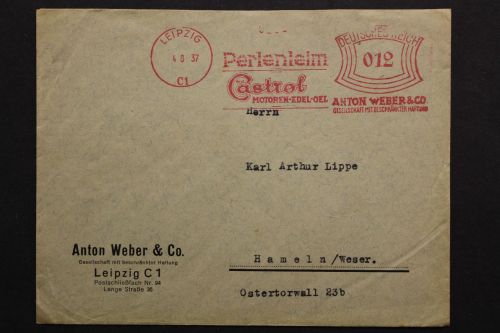 LEIPZIG
4 8 37
C1
Perlenleim
Castrol
MOTOREN-EDEL-OEL
DEUTSCHES REICH
012
ANTON WEBER & CO.
GESELLSCHAFT MIT BESCHRÄNKTER HAFTUNG
Herrn
Karl Arthur Lippe
Hameln/Weser.
Ostertorwall 23b
Anton Weber & Co.
Gesellschaft mit beschränkter Haftung
Leipzig C 1
Postschließfach Nr. 94
Lange Straße 36